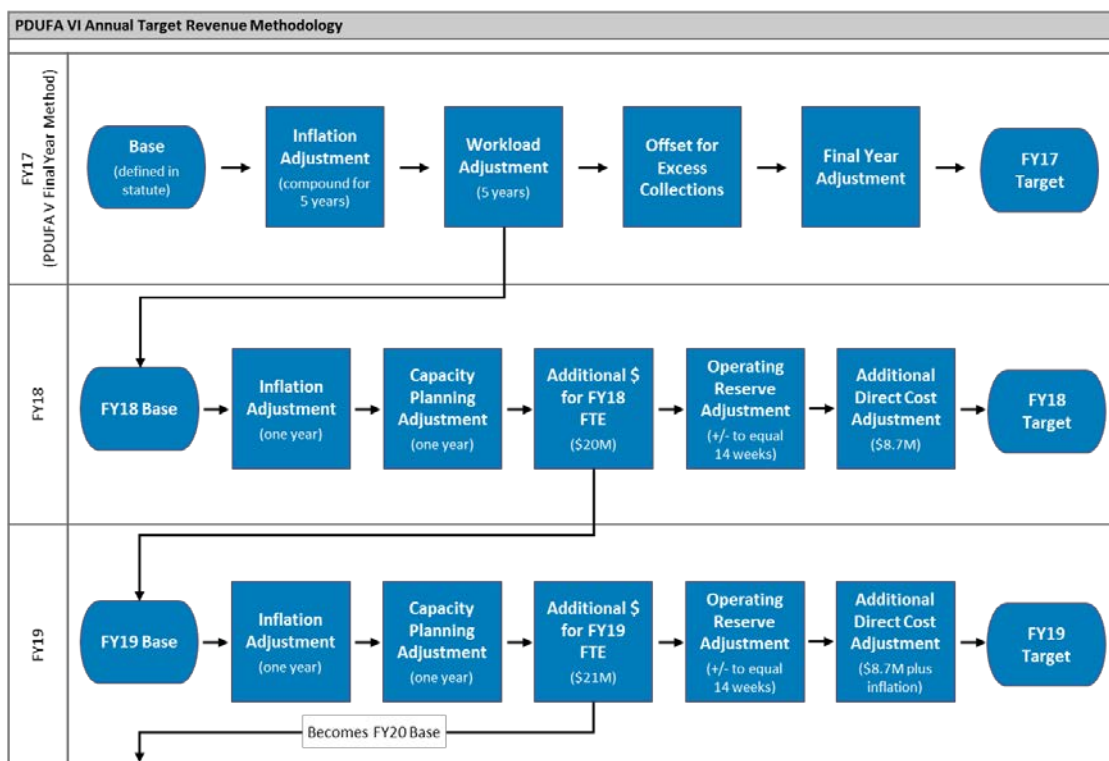 PDUFA VI Annual Target Revenue Methodology
FY17
(PDUFA V Final Year Method)
Base
(defined in
statute)
Inflation
Adjustment
(compound for
5 years)
Workload
Adjustment
(5 years)
Offset for
Excess
Collections
Final Year
Adjustment
FY17
Target
FY18
FY18 Base
Inflation
Adjustment
(one year)
Capacity
Planning
Adjustment
(one year)
Additional $
for FY18
FTE
($20M)
Operating
Reserve
Adjustment
(+/- to equal
14 weeks)
Additional
Direct Cost
Adjustment
($8.7M)
FY18
Target
FY19
FY19 Base
Inflation
Adjustment
(one year)
Capacity
Planning
Adjustment
(one year)
Additional $
for FY19
FTE
($21M)
Operating
Reserve
Adjustment
(+/- to equal
14 weeks)
Additional
Direct Cost
Adjustment
($8.7M plus
inflation)
FY19
Target
Becomes FY20 Base